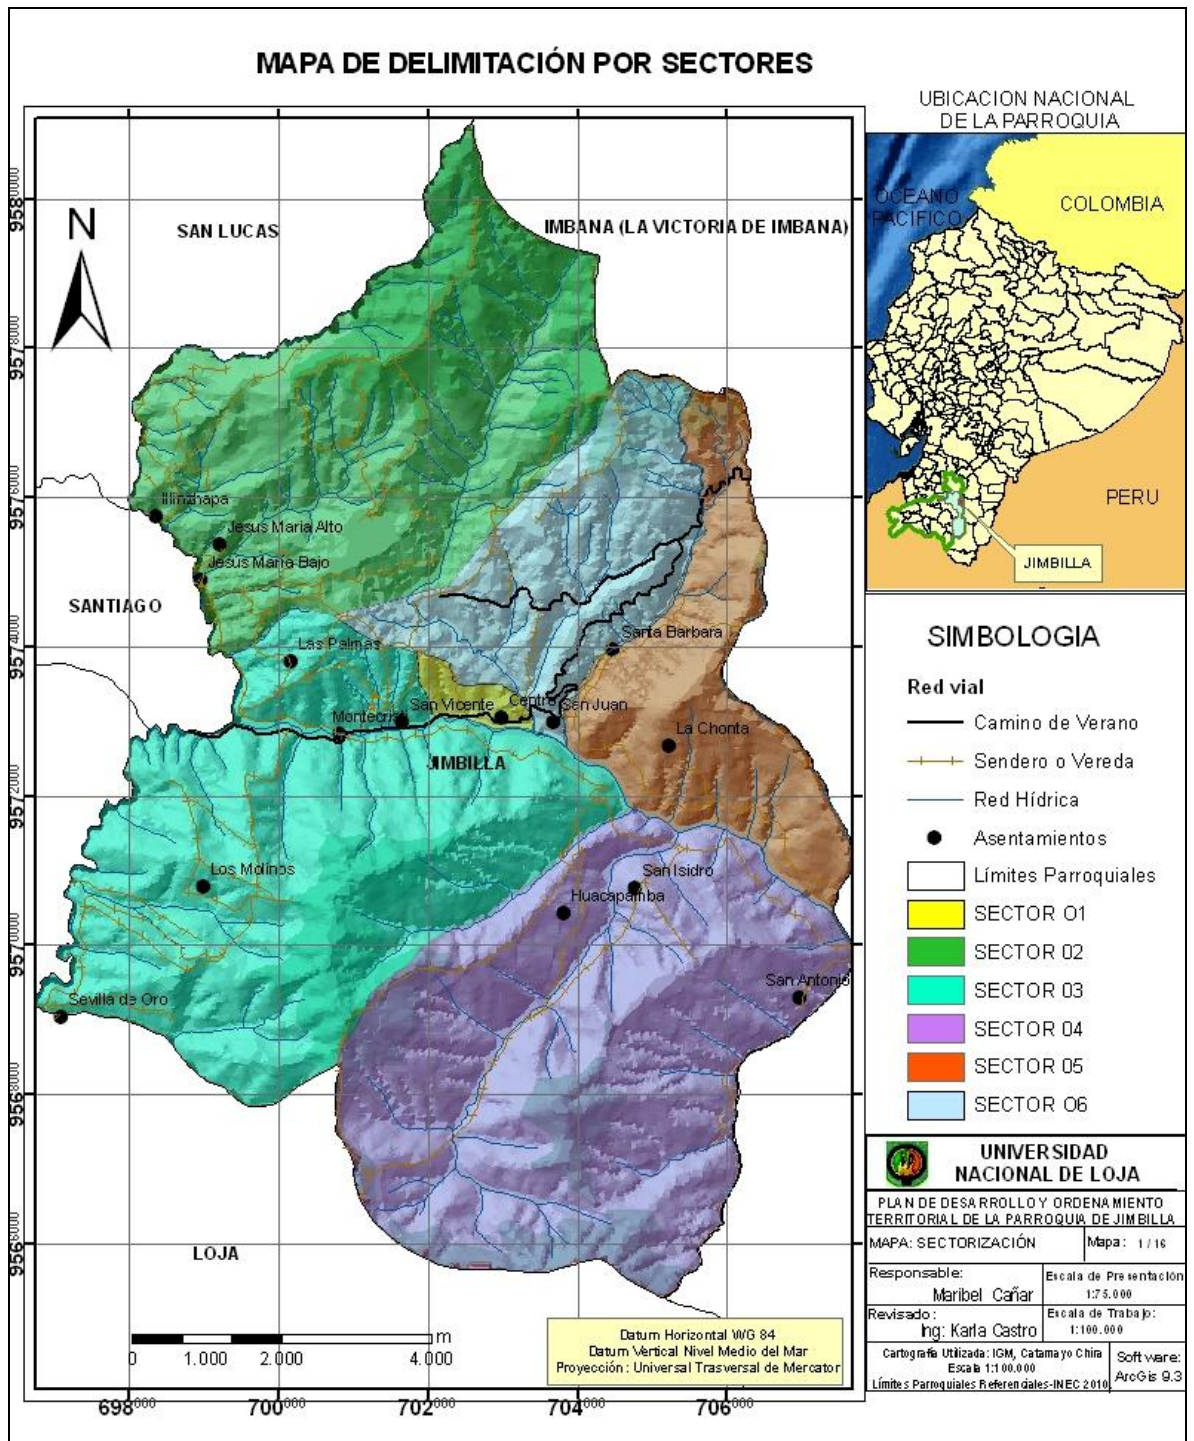 MAPA DE DELIMITACIÓN POR SECTORES
UBICACION NACIONAL
DE LA PARROQUIA
OCEANO
PACIFICO
COLOMBIA
PERU
JIMBILLA
N
SAN LUCAS
IMBANA (LA VICTORIA DE IMBANA)
Jesus Maria Alto
Jesus Maria Bajo
SANTIAGO
Las Palmas
Santa Barbara
San Vicente
Centro
San Juan
La Chonta
JIMBILLA
Los Molinos
San Isidro
Huacapamba
San Antonio
Sevilla de Oro
LOJA
9580000
9578000
9576000
9574000
9572000
9570000
9568000
9566000
698000
700000
702000
704000
706000
0
1.000
2.000
4.000
m
Datum Horizontal WG 84
Datum Vertical Nivel Medio del Mar
Proyección : Universal Trasversal de Mercator
SIMBOLOGIA
Red vial
Camino de Verano
Sendero o Vereda
Red Hídrica
Asentamientos
Límites Parroquiales
SECTOR O1
SECTOR 02
SECTOR 03
SECTOR 04
SECTOR 05
SECTOR O6
UNIVERSIDAD
NACIONAL DE LOJA
PLAN DE DESARROLLO Y ORDENAMIENTO
TERRITORIAL DE LA PARROQUIA DE JIMBILLA
MAPA: SECTORIZACIÓN
Mapa: 1 / 16
Responsable:
Maribel Cañar
Escala de Presentación
1:75.000
Revisado :
Ing: Karla Castro
Escala de Trabajo:
1:100.000
Cartografía Utilizada: IGM, Catamayo Chira
Escala 1:100.000
Límites Parroquiales Referenciales-INEC 2010
Software:
ArcGis 9.3